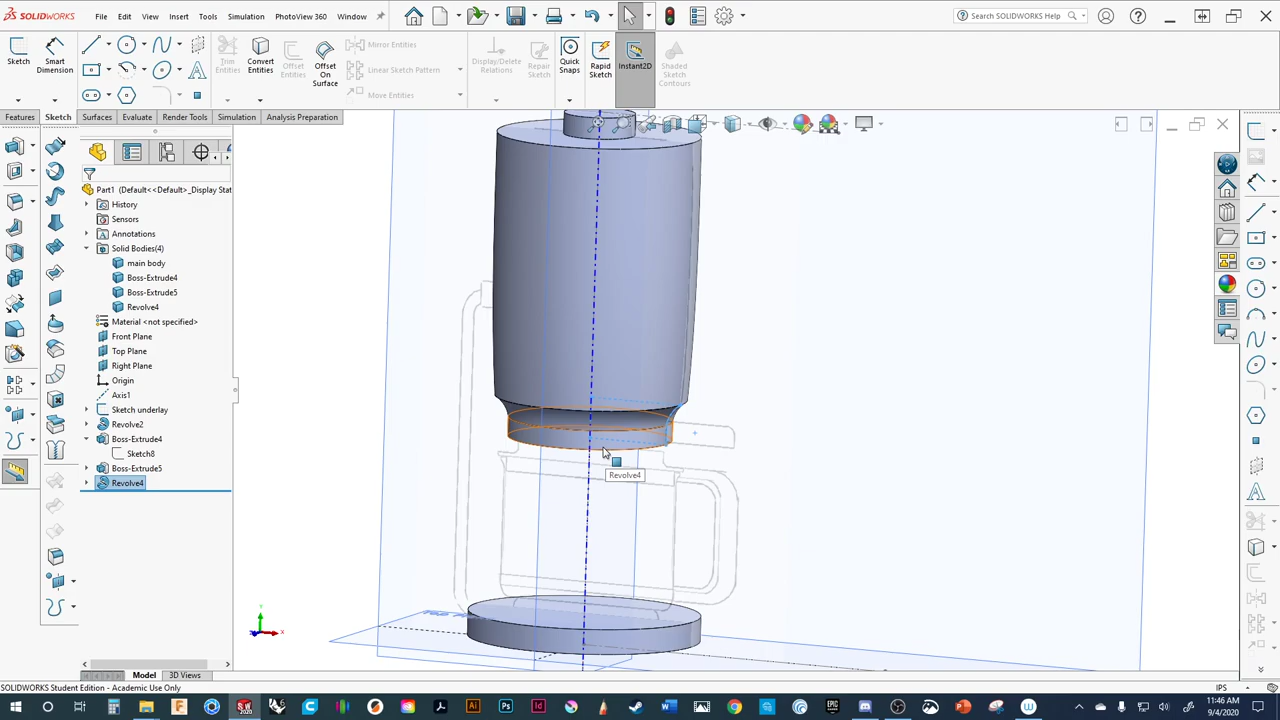 SOLIDWORKS File Edit View Insert Tools Simulation PhotoView 360 Window Search SOLIDWORKS Help
Sketch
Smart Dimension
Trim Entities
Convert Entities
Offset Entities
Offset On Surface
Mirror Entities
Linear Sketch Pattern
Move Entities
Display/Delete Relations
Repair Sketch
Quick Snaps
Rapid Sketch
Instant2D
Shaded Sketch Contours
Features Sketch Surfaces Evaluate Render Tools Simulation Analysis Preparation
Part1 (Default<<Default>_Display Stat
History
Sensors
Annotations
Solid Bodies(4)
main body
Boss-Extrude4
Boss-Extrude5
Revolve4
Material <not specified>
Front Plane
Top Plane
Right Plane
Origin
Axis1
Sketch underlay
Revolve2
Boss-Extrude4
Sketch8
Boss-Extrude5
Revolve4
Revolve4
Model 3D Views
SOLIDWORKS Student Edition - Academic Use Only
IPS
11:46 AM
9/4/2020